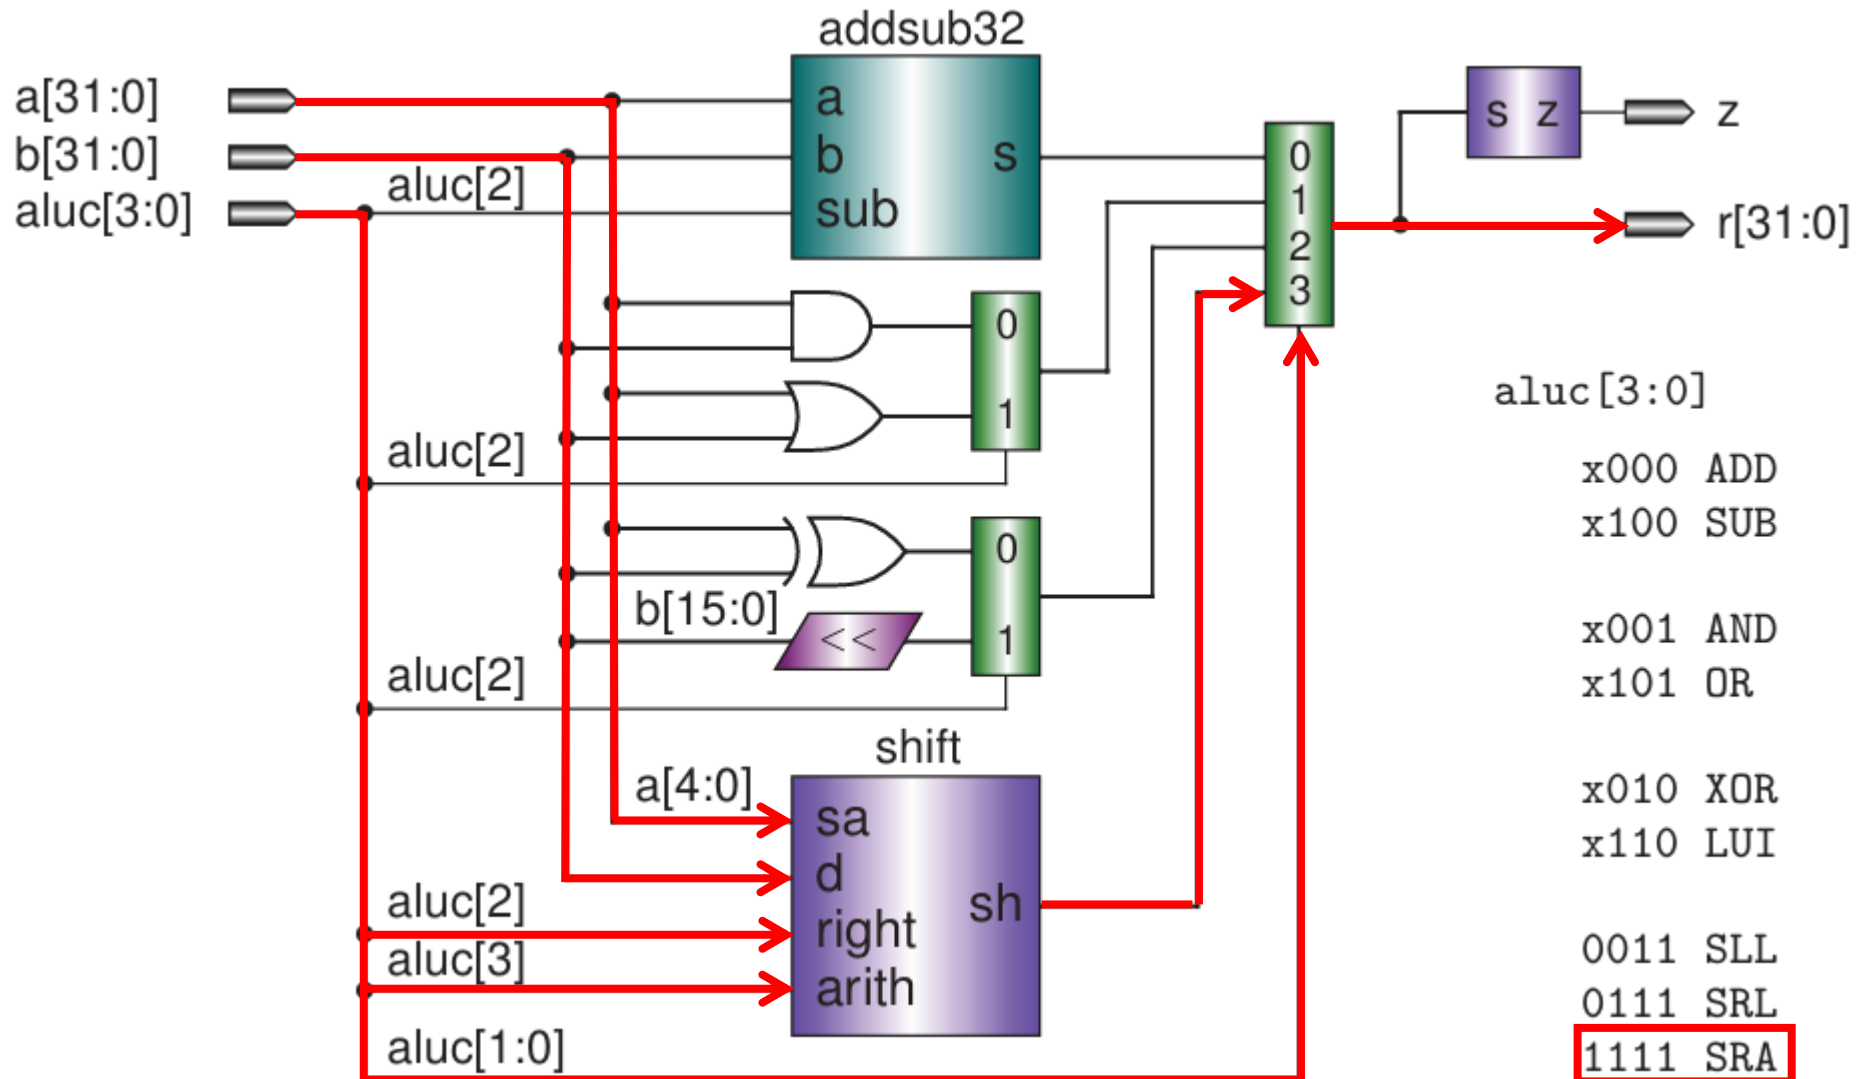 addsub32
a[31:0]
b[31:0]
aluc[3:0]
aluc[2]
a
b
sub
s
0
1
2
3
s z
z
r[31:0]
0
1
aluc[2]
0
1
b[15:0]
<<
aluc[2]
shift
a[4:0]
sa
d
right
arith
sh
aluc[2]
aluc[3]
aluc[1:0]
aluc[3:0]
x000 ADD
x100 SUB
x001 AND
x101 OR
x010 XOR
x110 LUI
0011 SLL
0111 SRL
1111 SRA